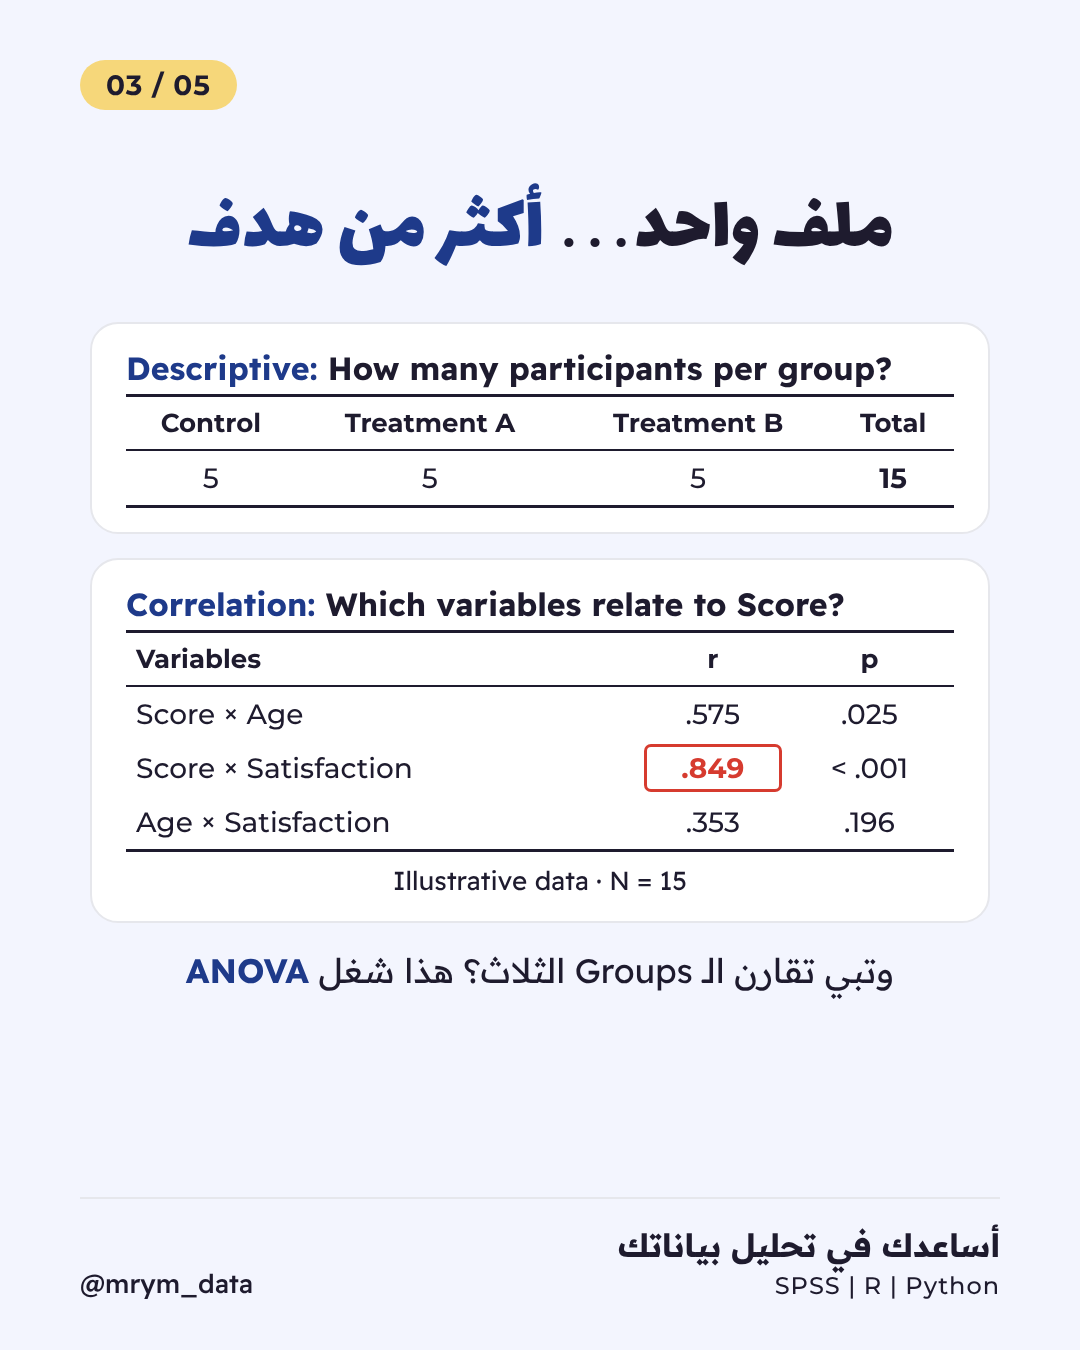 03 / 05
ملف واحد... أكثر من هدف
Descriptive: How many participants per group?
Control Treatment A Treatment B Total
5 5 5 15
Correlation: Which variables relate to Score?
Variables r p
Score × Age .575 .025
Score × Satisfaction .849 < .001
Age × Satisfaction .353 .196
Illustrative data · N = 15
وتبي تقارن الـ Groups الثلاث؟ هذا شغل ANOVA
أساعدك في تحليل بياناتك
SPSS | R | Python
@mrym_data